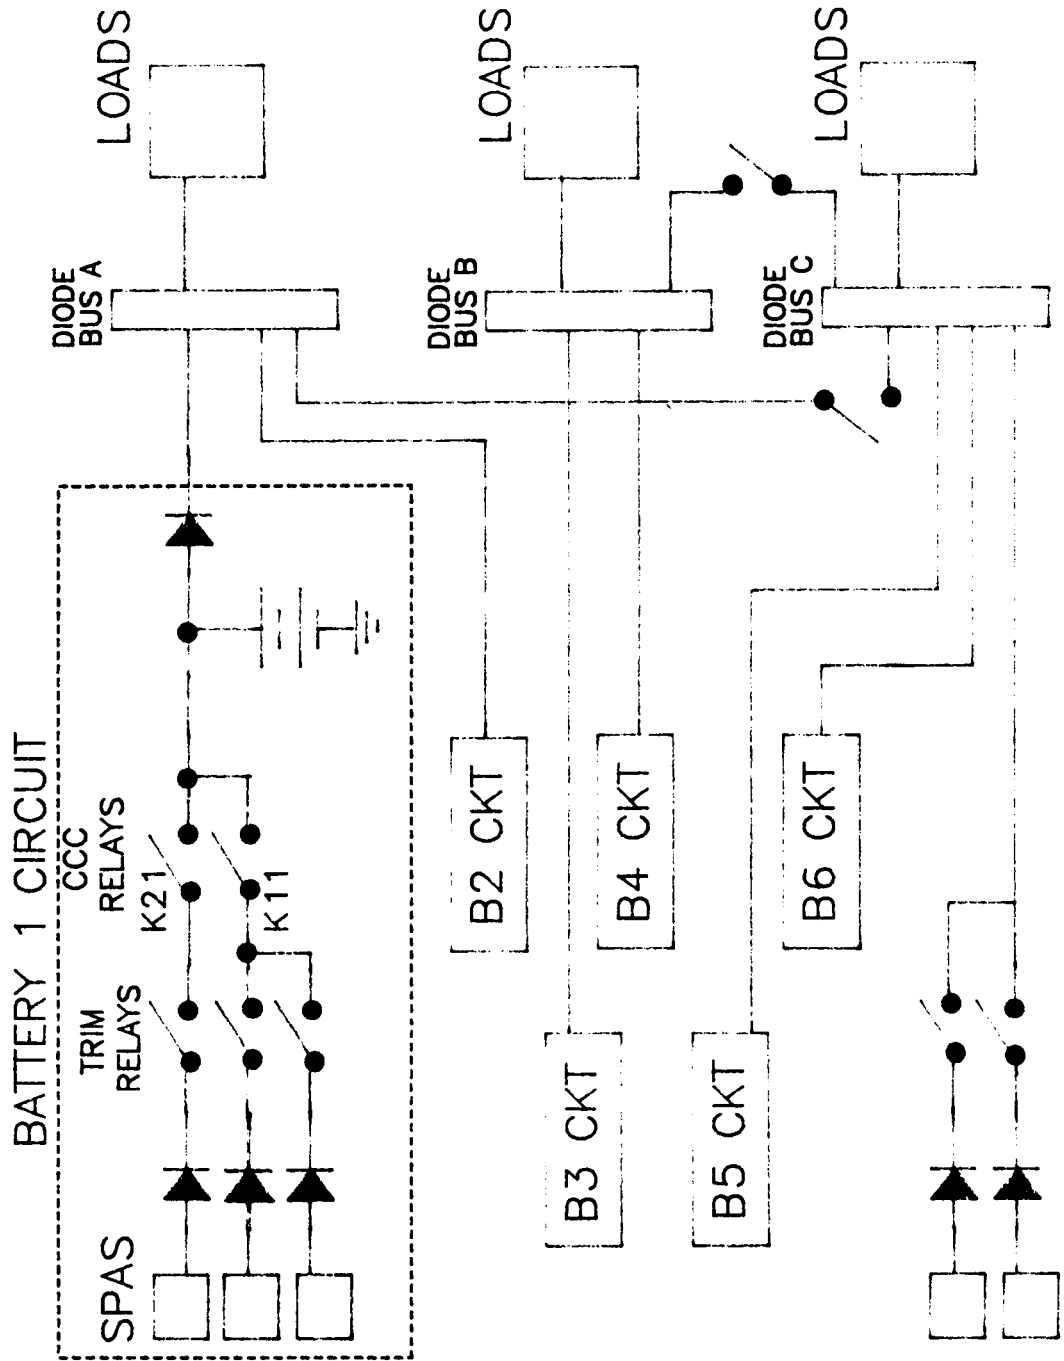 BATTERY 1 CIRCUIT
SPAS
TRIM
RELAYS
CCC
RELAYS
K21
K11
DIODE
BUS A
LOADS
B2 CKT
B3 CKT
B4 CKT
DIODE
BUS B
LOADS
B5 CKT
B6 CKT
DIODE
BUS C
LOADS